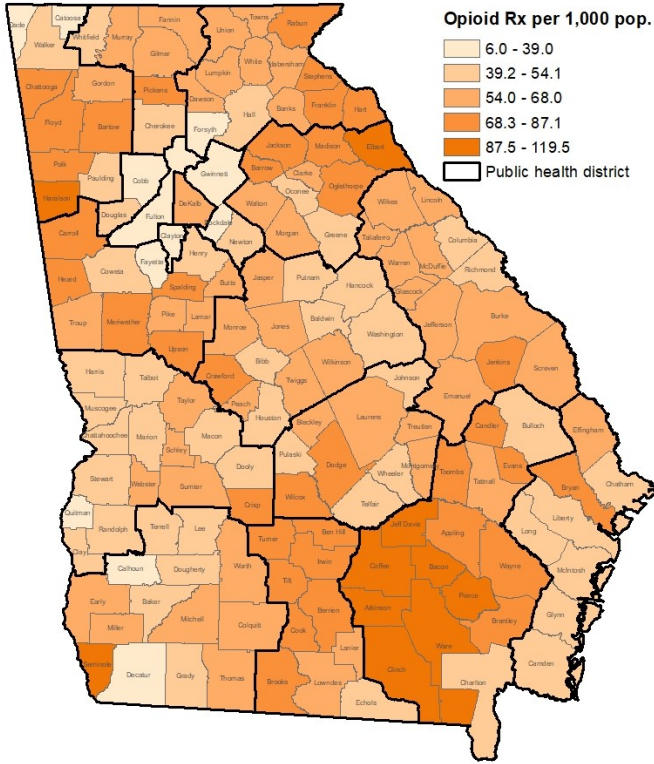 Opioid Rx per 1,000 pop.
6.0 - 39.0
39.2 - 54.1
54.0 - 68.0
68.3 - 87.1
87.5 - 119.5
Public health district
Dade
Catoosa
Whitfield
Fannin
Union
Towns
Rabun
Walker
Murray
Gilmer
White
Habersham
Lumpkin
Stephens
Chattooga
Gordon
Pickens
Dawson
Banks
Franklin
Hart
Hall
Floyd
Bartow
Cherokee
Forsyth
Jackson
Madison
Elbert
Polk
Paulding
Cobb
Gwinnett
Barrow
Clarke
Oglethorpe
Oconee
Haralson
Douglas
Fulton
DeKalb
Walton
Wilkes
Lincoln
Carroll
Clayton
Rockdale
Newton
Morgan
Greene
Taliaferro
Columbia
Fayette
Henry
Warren
McDuffie
Richmond
Heard
Coweta
Spalding
Butts
Jasper
Putnam
Hancock
Glascock
Troup
Meriwether
Pike
Lamar
Monroe
Jones
Baldwin
Washington
Jefferson
Burke
Upson
Bibb
Wilkinson
Jenkins
Screven
Harris
Talbot
Crawford
Twiggs
Johnson
Emanuel
Muscogee
Taylor
Peach
Houston
Laurens
Candler
Bulloch
Effingham
Chattahoochee
Marion
Macon
Bleckley
Treutlen
Schley
Pulaski
Dodge
Wheeler
Montgomery
Toombs
Tattnall
Evans
Bryan
Chatham
Stewart
Webster
Sumter
Dooly
Wilcox
Telfair
Quitman
Crisp
Long
Liberty
Randolph
Terrell
Lee
Turner
Ben Hill
Jeff Davis
Appling
Clay
Irwin
Coffee
Bacon
Wayne
McIntosh
Calhoun
Dougherty
Worth
Tift
Pierce
Early
Baker
Berrien
Atkinson
Brantley
Glynn
Miller
Mitchell
Colquitt
Cook
Ware
Lanier
Seminole
Decatur
Grady
Thomas
Brooks
Lowndes
Clinch
Charlton
Camden
Echols